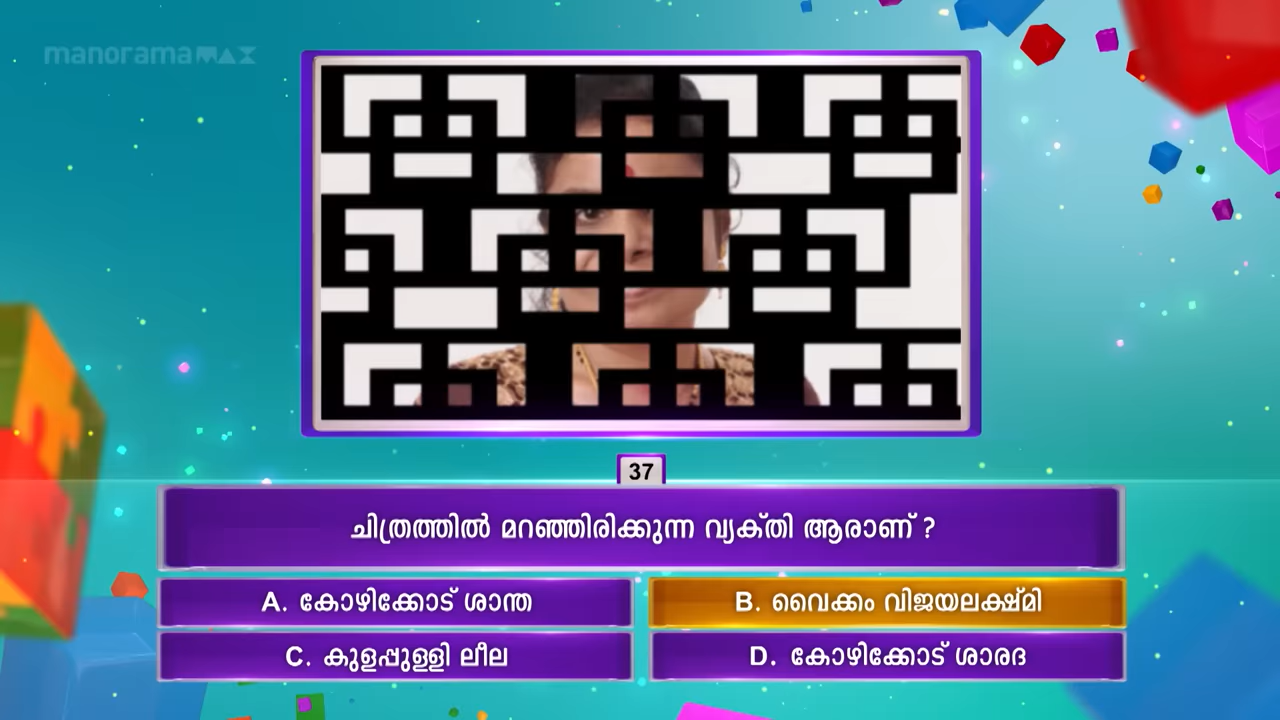 manoramaMAX
37
ചിത്രത്തിൽ മറഞ്ഞിരിക്കുന്ന വ്യക്തി ആരാണ് ?
A. കോഴിക്കോട് ശാന്ത
B. വൈക്കം വിജയലക്ഷ്മി
C. കുളപ്പുള്ളി ലീല
D. കോഴിക്കോട് ശാരദ